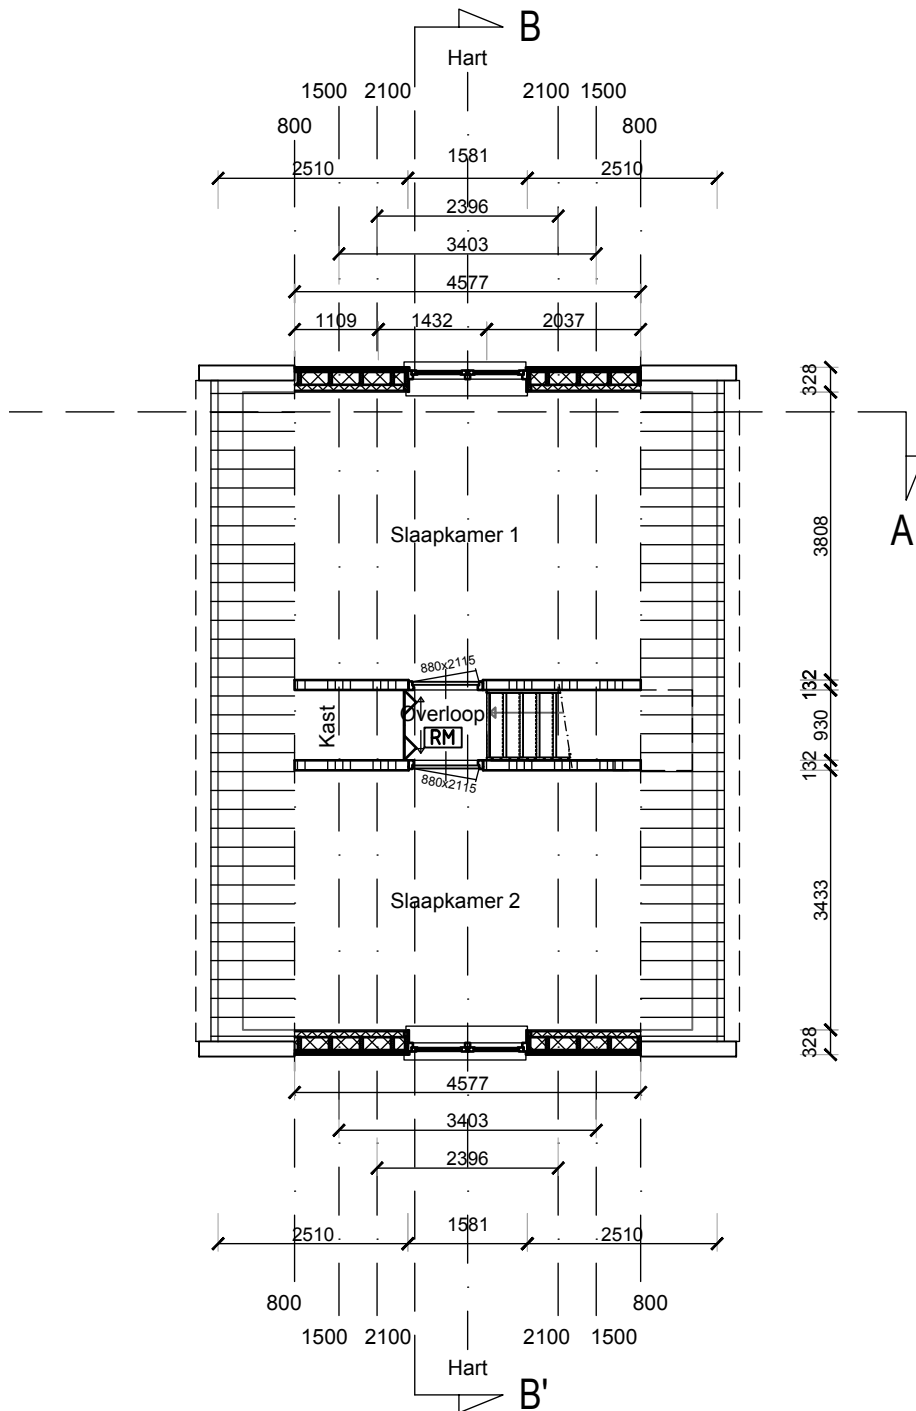 B
Hart
1500 2100 2100 1500
800 800
2510 1581 2510
2396
3403
4577
1109 1432 2037
328
A
Slaapkamer 1
3808
880x2115
132
Kast
Overloop
930
RM
132
880x2115
Slaapkamer 2
3433
328
4577
3403
2396
2510 1581 2510
800 800
1500 2100 2100 1500
Hart
B'